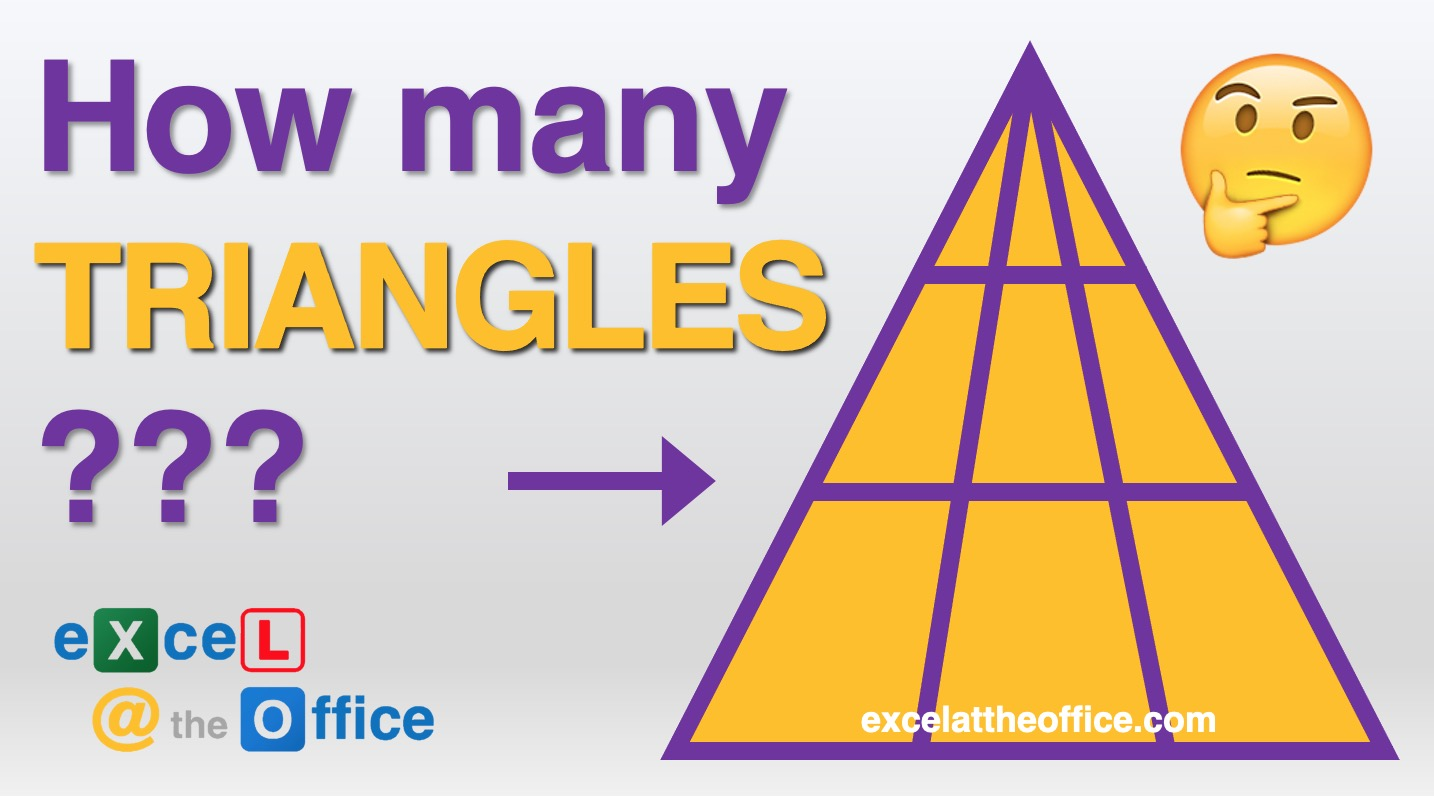 How many
TRIANGLES
???
eXceL
@ the Office
excelattheoffice.com